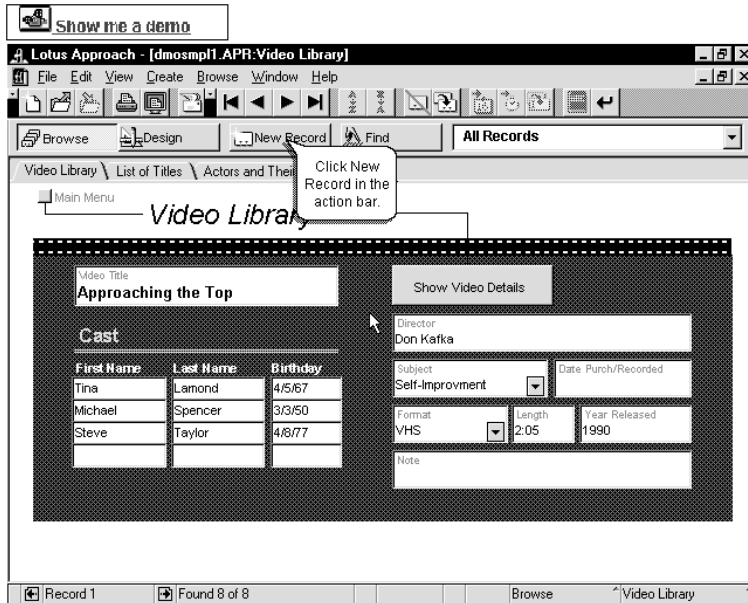 Show me a demo
Lotus Approach - [dmosmpl1.APR:Video Library]
File Edit View Create Browse Window Help
Browse Design New Record Find All Records
Video Library \ List of Titles \ Actors and Thei
Click New
Record in the
action bar.
Main Menu
Video Library
Video Title
Approaching the Top
Show Video Details
Cast
Director
Don Kafka
First Name Last Name Birthday
Subject Date Purch/Recorded
Tina Lamond 4/5/67
Self-Improvment
Michael Spencer 3/3/50
Format Length Year Released
Steve Taylor 4/8/77
VHS 2:05 1990
Note
Record 1 Found 8 of 8 Browse Video Library